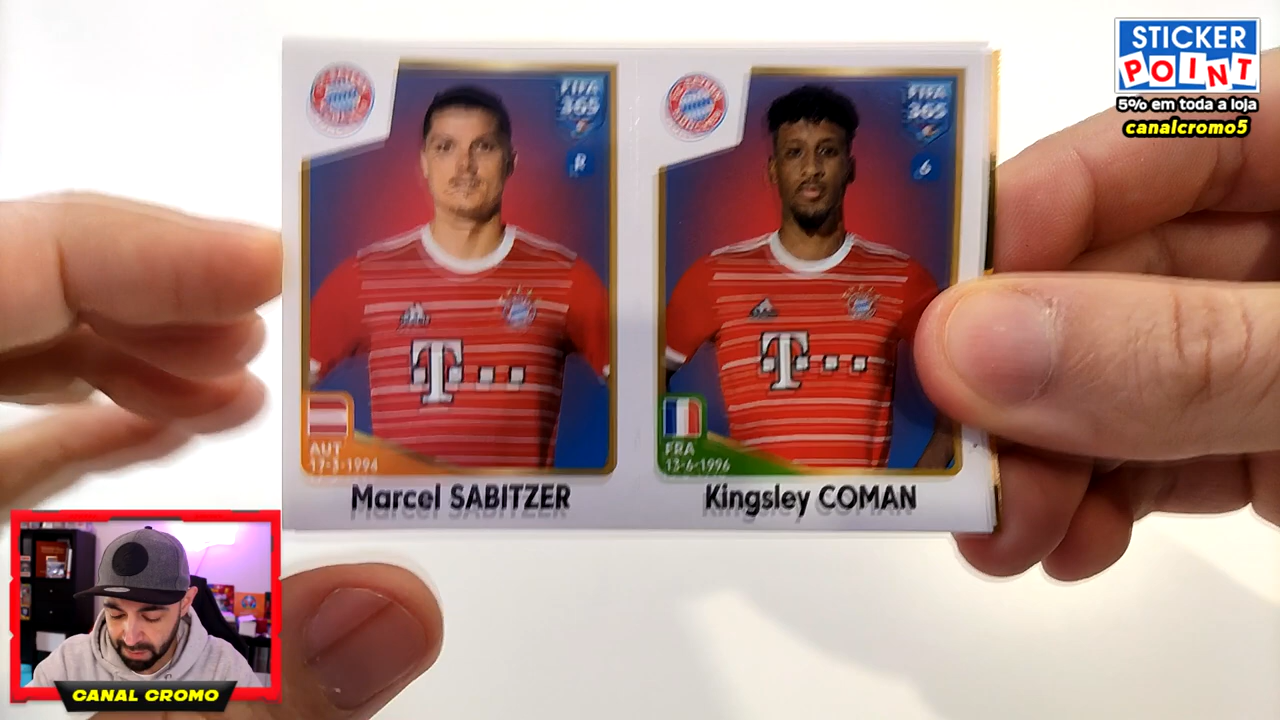 STICKER
POINT
5% em toda a loja
canalcromo5
FIFA
365
AUT
17-3-1994
Marcel SABITZER
FIFA
365
6
T
FRA
13-6-1996
Kingsley COMAN
CANAL CROMO